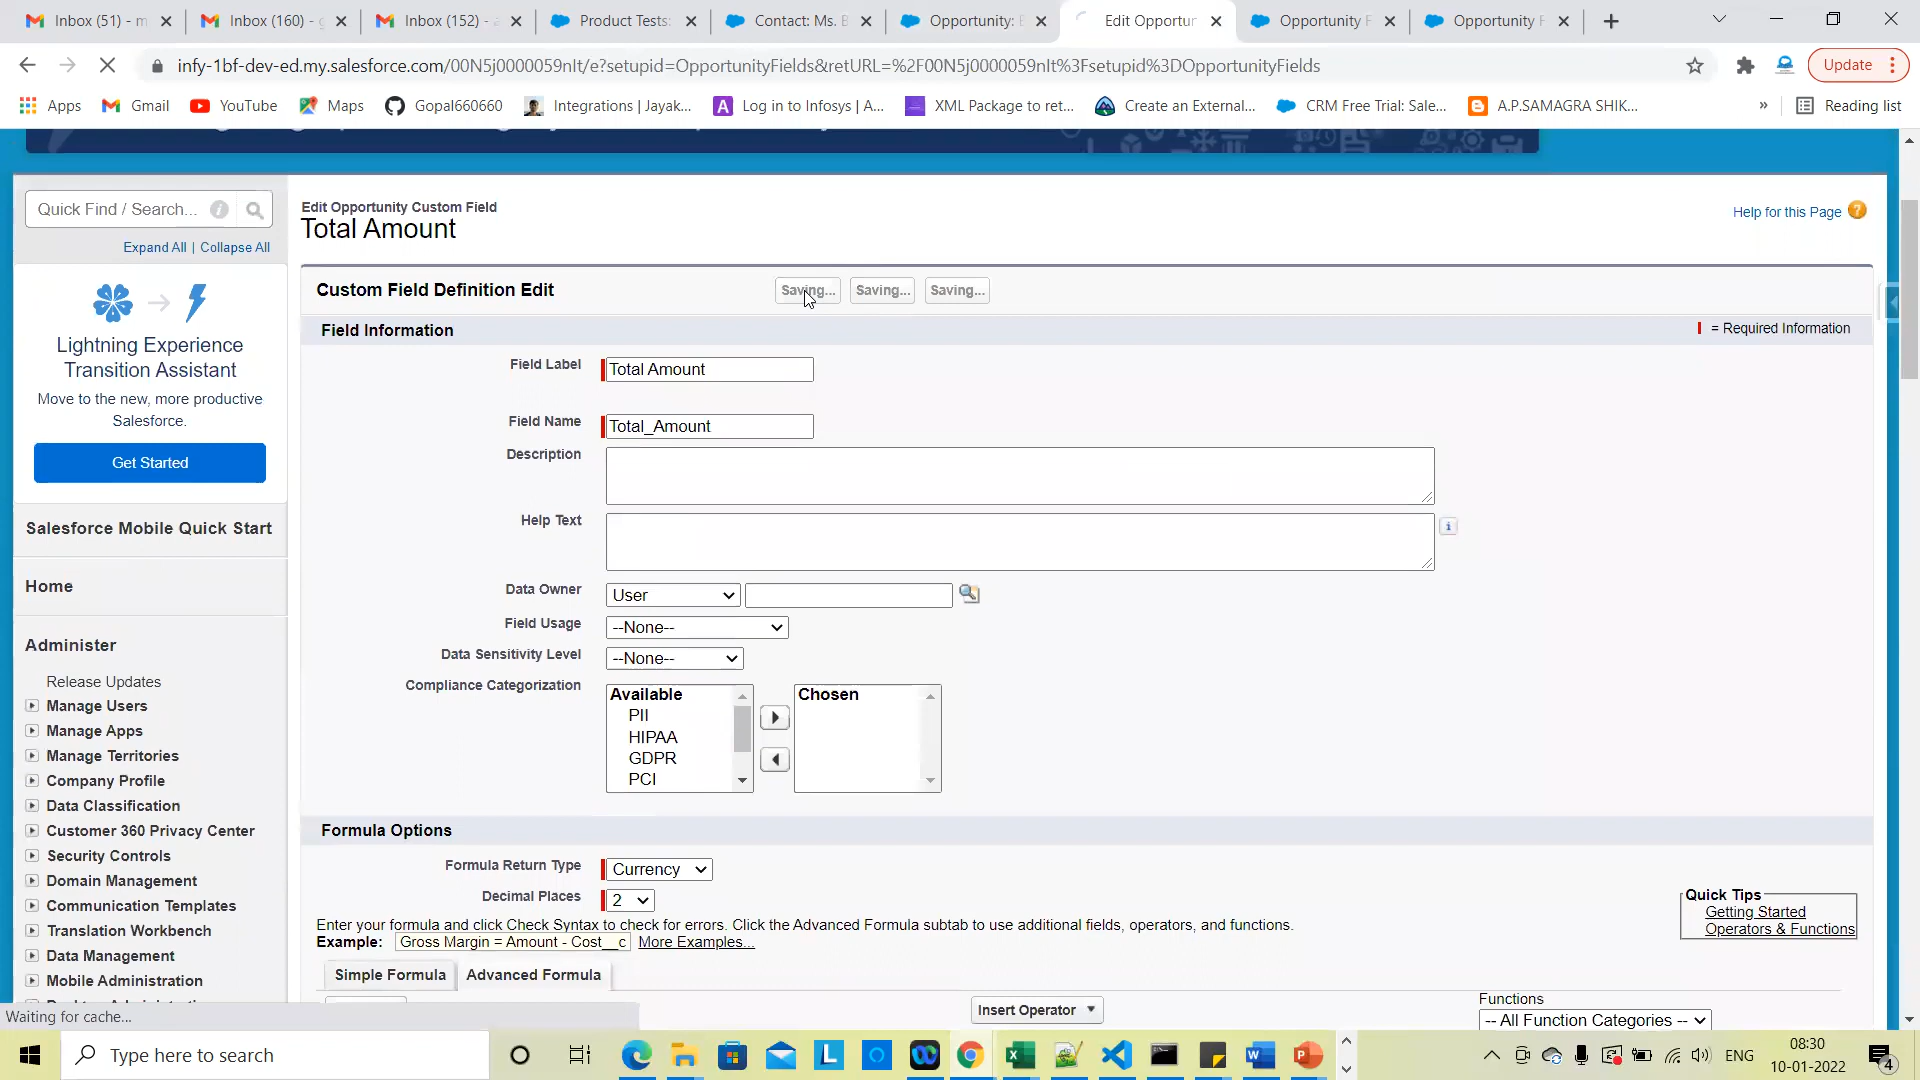 Inbox (51) - m
Inbox (160) - g
Inbox (152) - a
Product Tests:
Contact: Ms. B
Opportunity: E
Edit Opportun
Opportunity F
Opportunity F
infy-1bf-dev-ed.my.salesforce.com/00N5j0000059nIt/e?setupid=OpportunityFields&retURL=%2F00N5j0000059nIt%3Fsetupid%3DOpportunityFields
Update
Apps
Gmail
YouTube
Maps
Gopal660060
Integrations | Jayak...
Log in to Infosys | A...
XML Package to ret...
Create an External...
CRM Free Trial: Sale...
A.P.SAMAGRA SHIK...
»
Reading list
Quick Find / Search...
Expand All | Collapse All
Lightning Experience
Transition Assistant
Move to the new, more productive
Salesforce.
Get Started
Salesforce Mobile Quick Start
Home
Administer
Release Updates
Manage Users
Manage Apps
Manage Territories
Company Profile
Data Classification
Customer 360 Privacy Center
Security Controls
Domain Management
Communication Templates
Translation Workbench
Data Management
Mobile Administration
Edit Opportunity Custom Field
Total Amount
Help for this Page
Custom Field Definition Edit
Saving...
Saving...
Saving...
Field Information
= Required Information
Field Label
Total Amount
Field Name
Total_Amount
Description
Help Text
Data Owner
User
Field Usage
--None--
Data Sensitivity Level
--None--
Compliance Categorization
Available
PII
HIPAA
GDPR
PCI
Chosen
Formula Options
Formula Return Type
Currency
Decimal Places
2
Quick Tips
Getting Started
Operators & Functions
Enter your formula and click Check Syntax to check for errors. Click the Advanced Formula subtab to use additional fields, operators, and functions.
Example: Gross Margin = Amount - Cost__c More Examples...
Simple Formula
Advanced Formula
Insert Operator
Functions
-- All Function Categories --
Waiting for cache...
Type here to search
ENG
08:30
10-01-2022
4